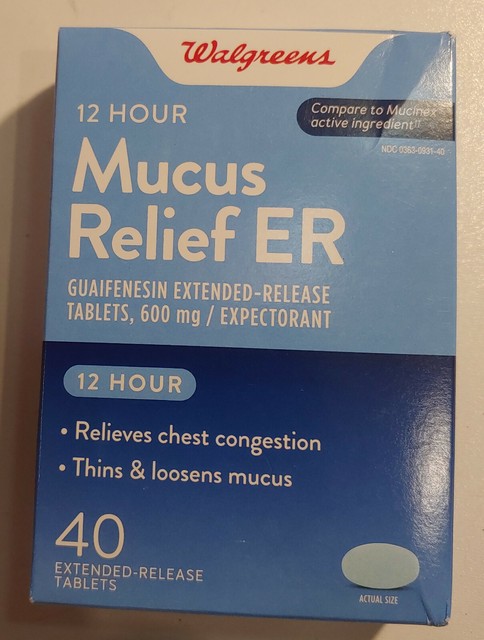 Walgreens
12 HOUR
Compare to Mucinex
active ingredient††
NDC 0363-0931-40
Mucus
Relief ER
GUAIFENESIN EXTENDED-RELEASE
TABLETS, 600 mg / EXPECTORANT
12 HOUR
• Relieves chest congestion
• Thins & loosens mucus
40
EXTENDED-RELEASE
TABLETS
ACTUAL SIZE